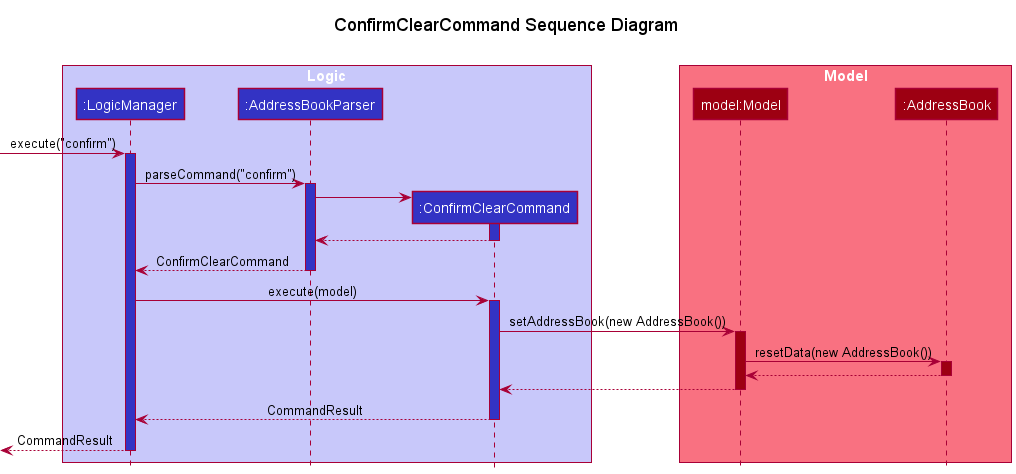 ConfirmClearCommand Sequence Diagram
Logic
Model
:LogicManager
:AddressBookParser
model:Model
:AddressBook
execute("confirm")
parseCommand("confirm")
:ConfirmClearCommand
ConfirmClearCommand
execute(model)
setAddressBook(new AddressBook())
resetData(new AddressBook())
CommandResult
CommandResult